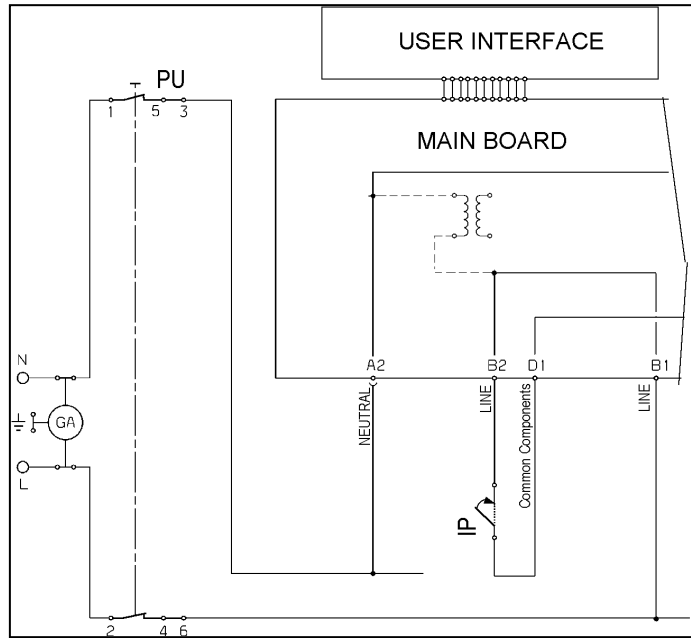 USER INTERFACE
PU
1 5 3
MAIN BOARD
A2 B2 D1 B1
N
NEUTRAL
LINE
Common Components
LINE
GA
L
IP
2 4 6